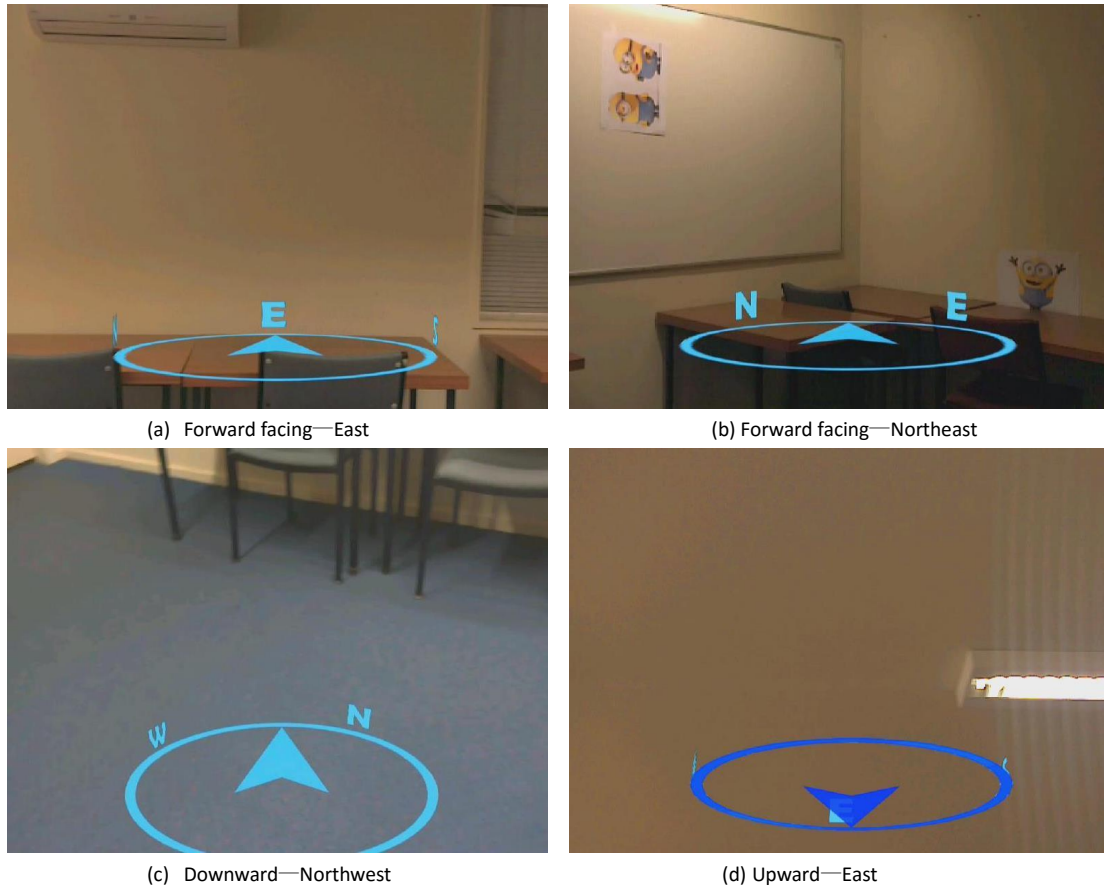 N E S
(a) Forward facing—East
N E
(b) Forward facing—Northeast
W N
(c) Downward—Northwest
E
(d) Upward—East